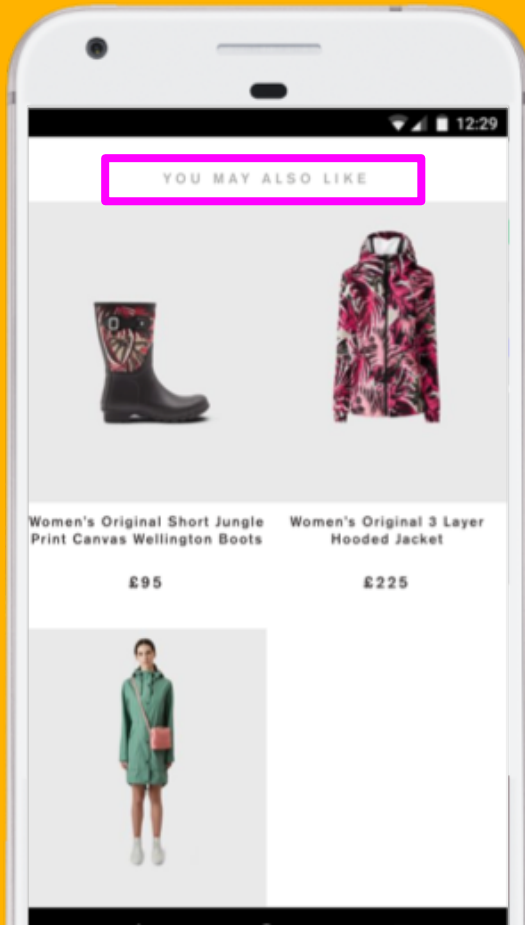 12:29
YOU MAY ALSO LIKE
Women's Original Short Jungle
Print Canvas Wellington Boots
£95
Women's Original 3 Layer
Hooded Jacket
£225